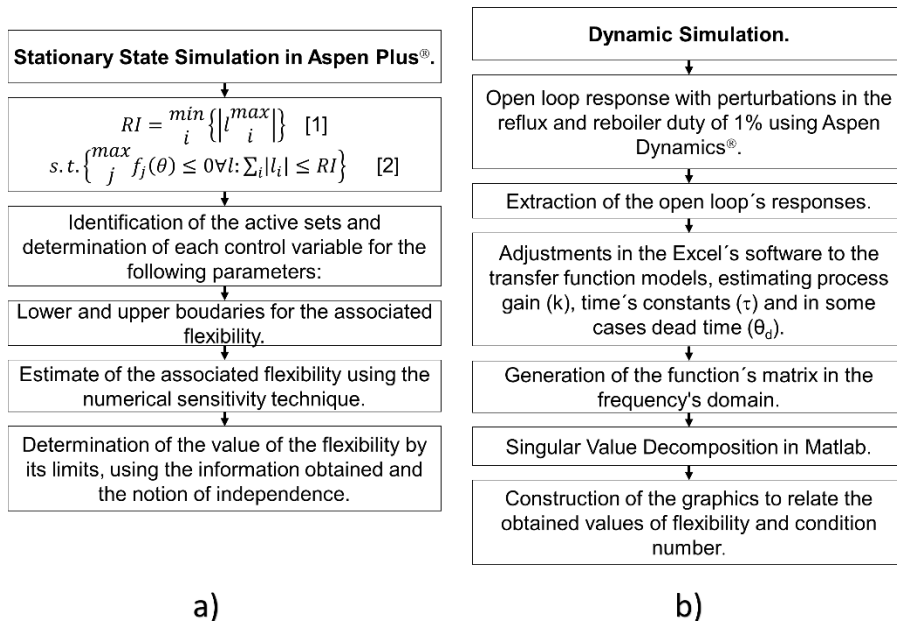 Stationary State Simulation in Aspen Plus®.
RI = min i {|l max i|} [1]
s.t. {max j f_j(θ) ≤ 0∀l: ∑_i|l_i| ≤ RI} [2]
Identification of the active sets and
determination of each control variable for the
following parameters:
Lower and upper boudaries for the associated
flexibility.
Estimate of the associated flexibility using the
numerical sensitivity technique.
Determination of the value of the flexibility by
its limits, using the information obtained and
the notion of independence.
a)
Dynamic Simulation.
Open loop response with perturbations in the
reflux and reboiler duty of 1% using Aspen
Dynamics®.
Extraction of the open loop´s responses.
Adjustments in the Excel´s software to the
transfer function models, estimating process
gain (k), time´s constants (τ) and in some
cases dead time (θ_d).
Generation of the function´s matrix in the
frequency's domain.
Singular Value Decomposition in Matlab.
Construction of the graphics to relate the
obtained values of flexibility and condition
number.
b)